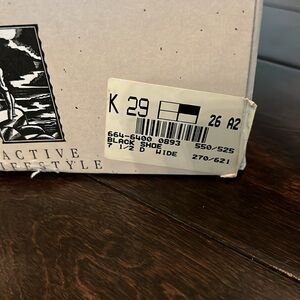 K 29
26 A2
664-6400 0893
BLACK SHOE 550/525
7 1/2 D WIDE 270/621
ACTIVE